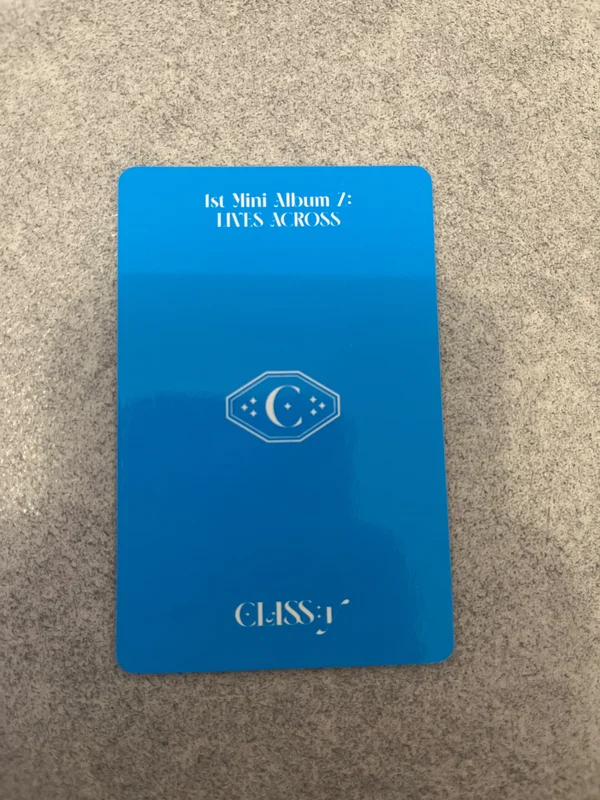 1st Mini Album Z:
LIVES ACROSS
C
CLASS:y